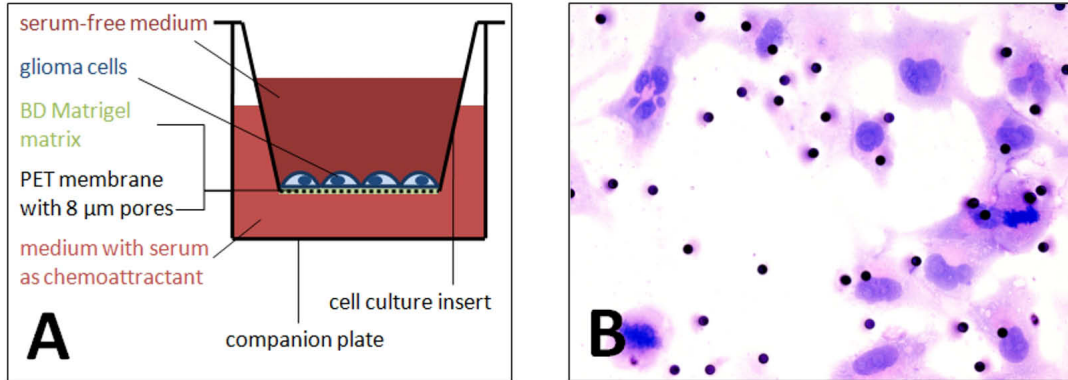 serum-free medium
glioma cells
BD Matrigel
matrix
PET membrane
with 8 µm pores
medium with serum
as chemoattractant
cell culture insert
companion plate
A
B